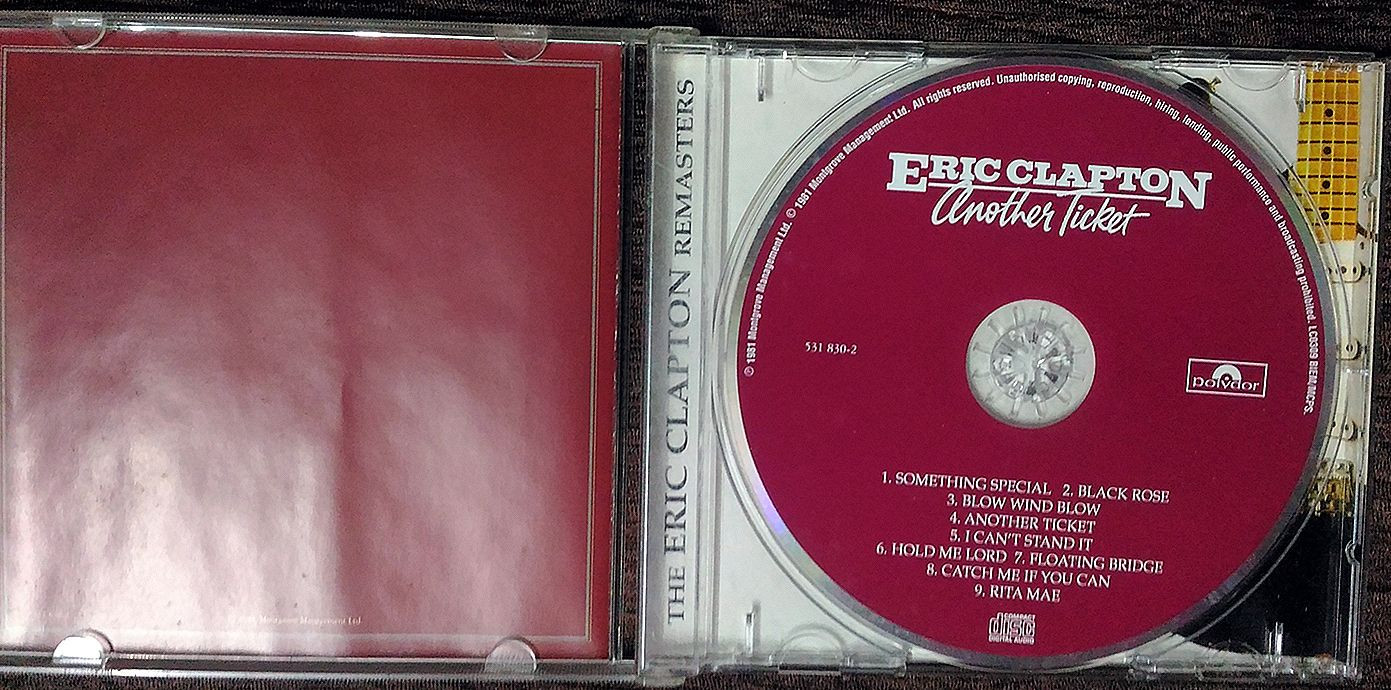 Montgrove Management Ltd.
THE ERIC CLAPTON REMASTERS
℗ 1981 Montgrove Management Ltd. © 1981 Montgrove Management Ltd. All rights reserved. Unauthorised copying, reproduction, hiring, lending, public performance and broadcasting prohibited. LC0309 BIEM/MCPS.
ERIC CLAPTON
Another Ticket
531 830-2
polydor
1. SOMETHING SPECIAL 2. BLACK ROSE
3. BLOW WIND BLOW
4. ANOTHER TICKET
5. I CAN'T STAND IT
6. HOLD ME LORD 7. FLOATING BRIDGE
8. CATCH ME IF YOU CAN
9. RITA MAE
COMPACT
disc
DIGITAL AUDIO